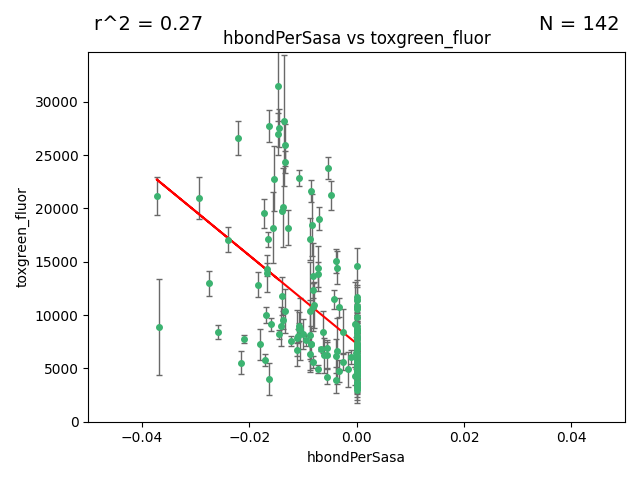 r^2 = 0.27
N = 142
hbondPerSasa vs toxgreen_fluor
toxgreen_fluor
30000
25000
20000
15000
10000
5000
0
−0.04
−0.02
0.00
0.02
0.04
hbondPerSasa